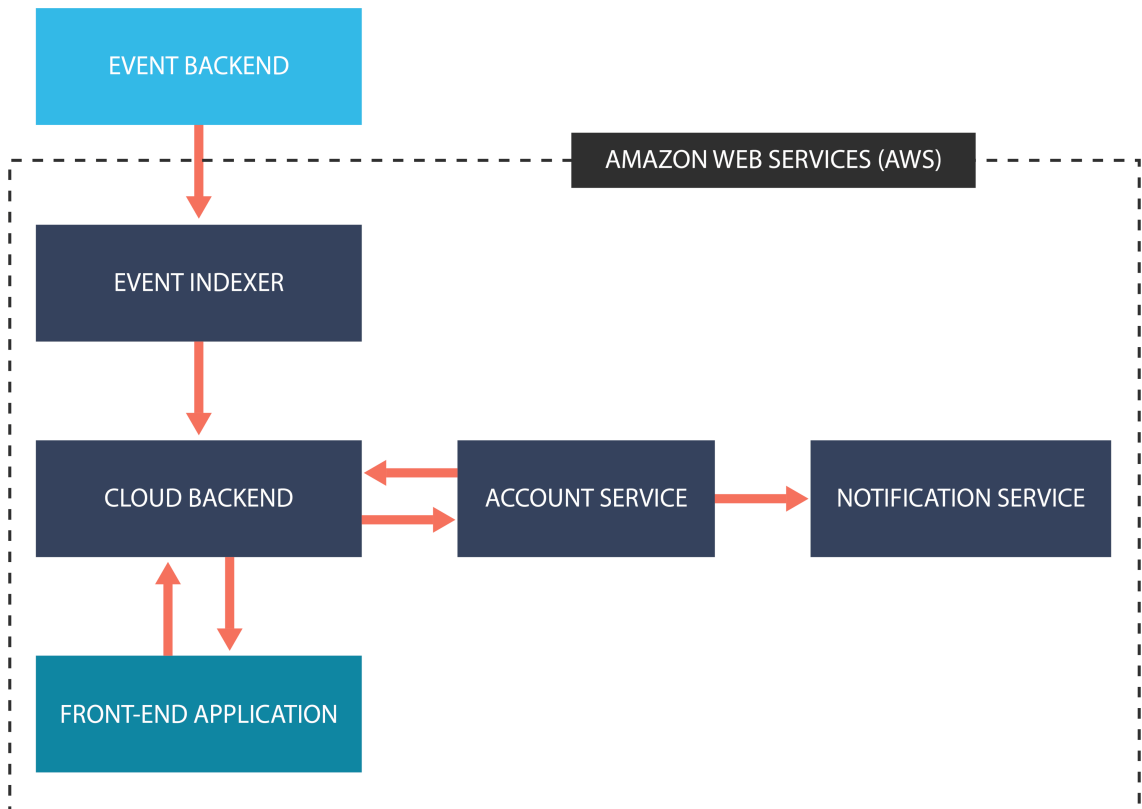 EVENT BACKEND
AMAZON WEB SERVICES (AWS)
EVENT INDEXER
CLOUD BACKEND
ACCOUNT SERVICE
NOTIFICATION SERVICE
FRONT-END APPLICATION